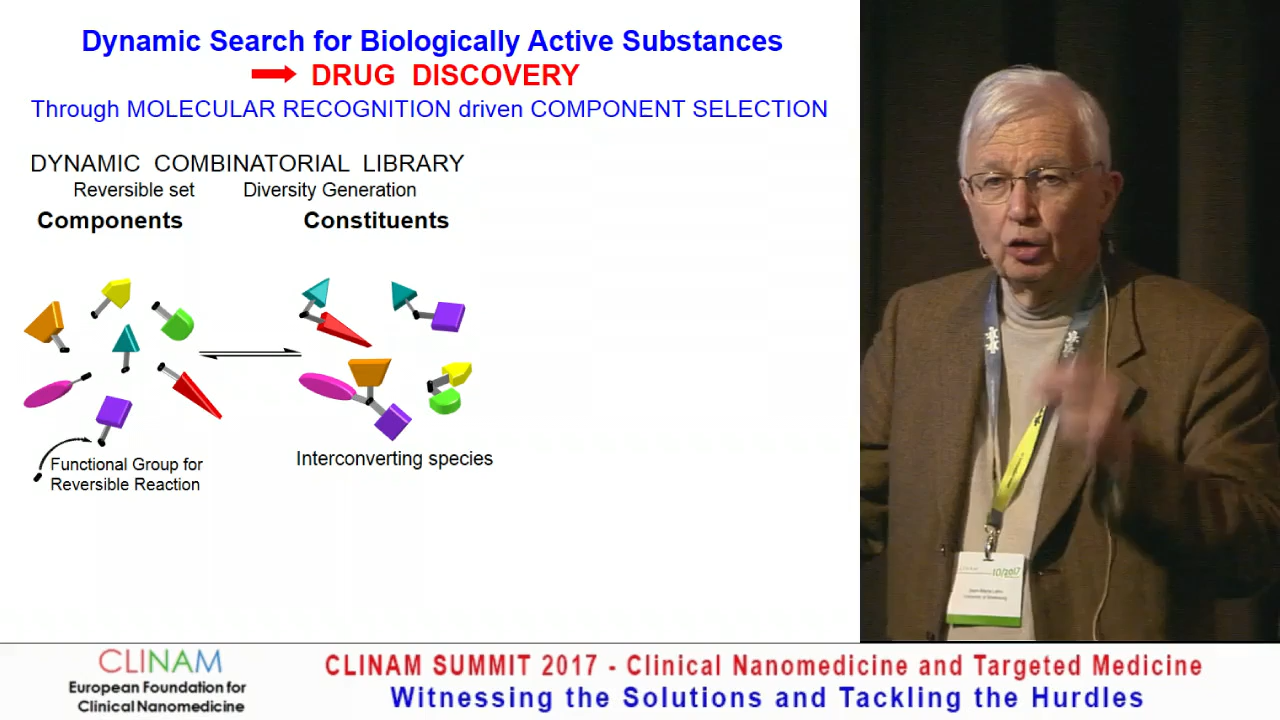 Dynamic Search for Biologically Active Substances
DRUG DISCOVERY
Through MOLECULAR RECOGNITION driven COMPONENT SELECTION
DYNAMIC COMBINATORIAL LIBRARY
Reversible set Diversity Generation
Components Constituents
Functional Group for
Reversible Reaction
Interconverting species
10/2017
CLINAM
European Foundation for
Clinical Nanomedicine
CLINAM SUMMIT 2017 - Clinical Nanomedicine and Targeted Medicine
Witnessing the Solutions and Tackling the Hurdles